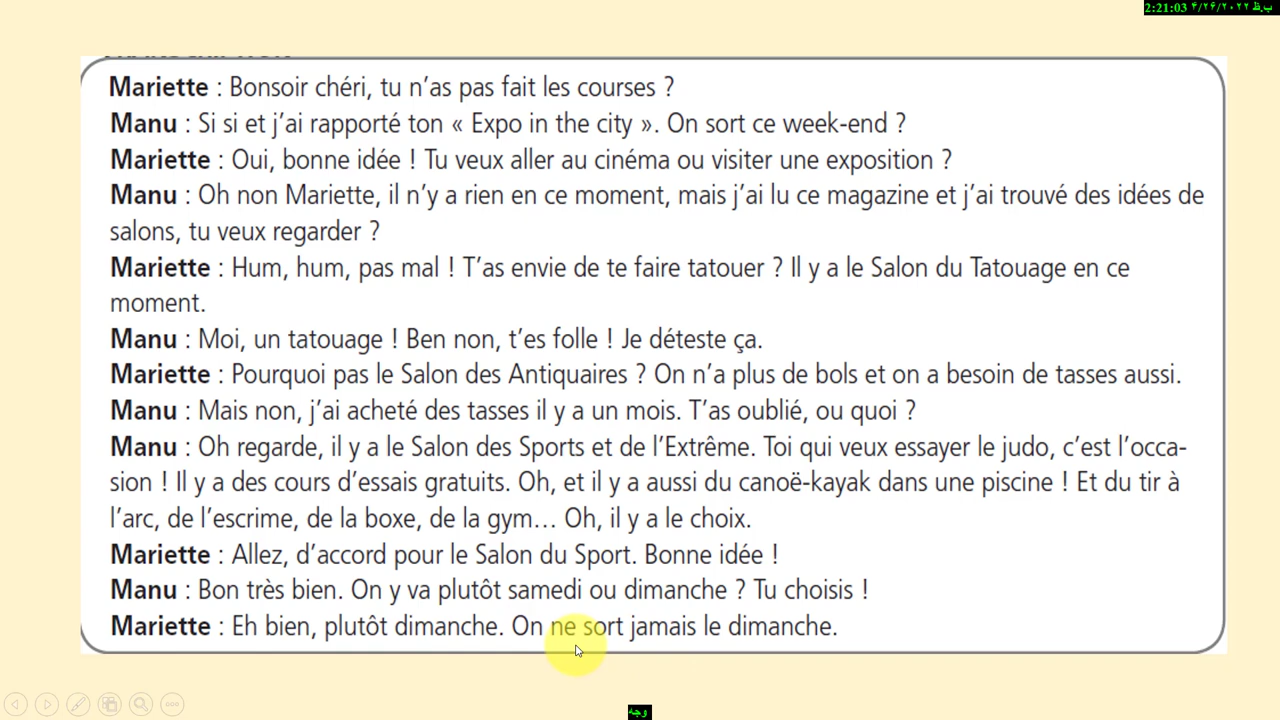 2:21:03 ۴/۲۶/۲۰۲۲ ب.ظ
Mariette : Bonsoir chéri, tu n’as pas fait les courses ?
Manu : Si si et j’ai rapporté ton « Expo in the city ». On sort ce week-end ?
Mariette : Oui, bonne idée ! Tu veux aller au cinéma ou visiter une exposition ?
Manu : Oh non Mariette, il n’y a rien en ce moment, mais j’ai lu ce magazine et j’ai trouvé des idées de
salons, tu veux regarder ?
Mariette : Hum, hum, pas mal ! T’as envie de te faire tatouer ? Il y a le Salon du Tatouage en ce
moment.
Manu : Moi, un tatouage ! Ben non, t’es folle ! Je déteste ça.
Mariette : Pourquoi pas le Salon des Antiquaires ? On n’a plus de bols et on a besoin de tasses aussi.
Manu : Mais non, j’ai acheté des tasses il y a un mois. T’as oublié, ou quoi ?
Manu : Oh regarde, il y a le Salon des Sports et de l’Extrême. Toi qui veux essayer le judo, c’est l’occa-
sion ! Il y a des cours d’essais gratuits. Oh, et il y a aussi du canoë-kayak dans une piscine ! Et du tir à
l’arc, de l’escrime, de la boxe, de la gym… Oh, il y a le choix.
Mariette : Allez, d’accord pour le Salon du Sport. Bonne idée !
Manu : Bon très bien. On y va plutôt samedi ou dimanche ? Tu choisis !
Mariette : Eh bien, plutôt dimanche. On ne sort jamais le dimanche.
وجه